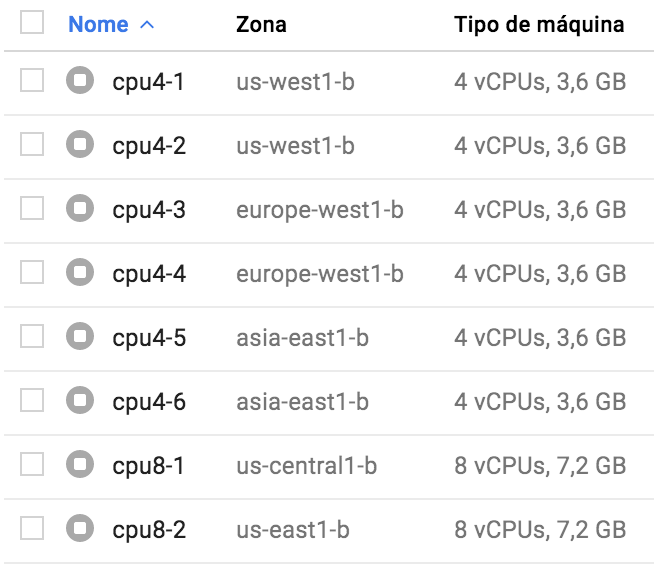 Nome Zona Tipo de máquina
cpu4-1 us-west1-b 4 vCPUs, 3,6 GB
cpu4-2 us-west1-b 4 vCPUs, 3,6 GB
cpu4-3 europe-west1-b 4 vCPUs, 3,6 GB
cpu4-4 europe-west1-b 4 vCPUs, 3,6 GB
cpu4-5 asia-east1-b 4 vCPUs, 3,6 GB
cpu4-6 asia-east1-b 4 vCPUs, 3,6 GB
cpu8-1 us-central1-b 8 vCPUs, 7,2 GB
cpu8-2 us-east1-b 8 vCPUs, 7,2 GB